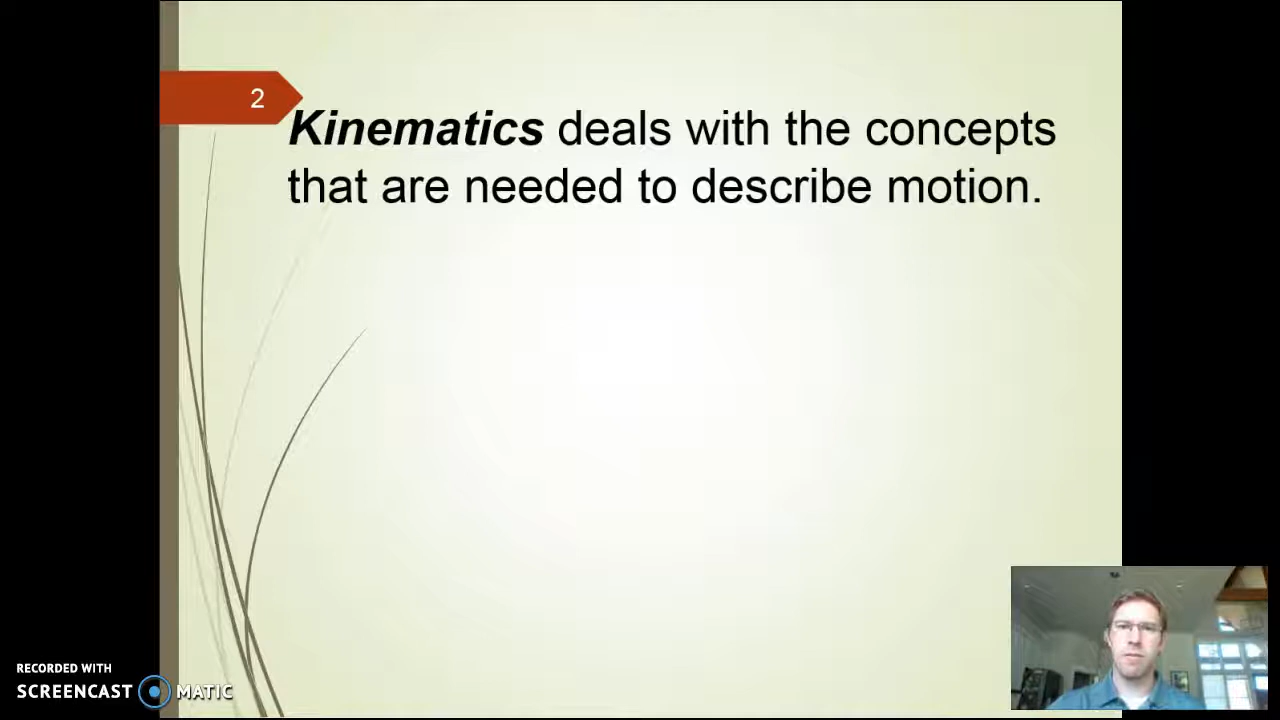 2
Kinematics deals with the concepts
that are needed to describe motion.
RECORDED WITH
SCREENCAST MATIC